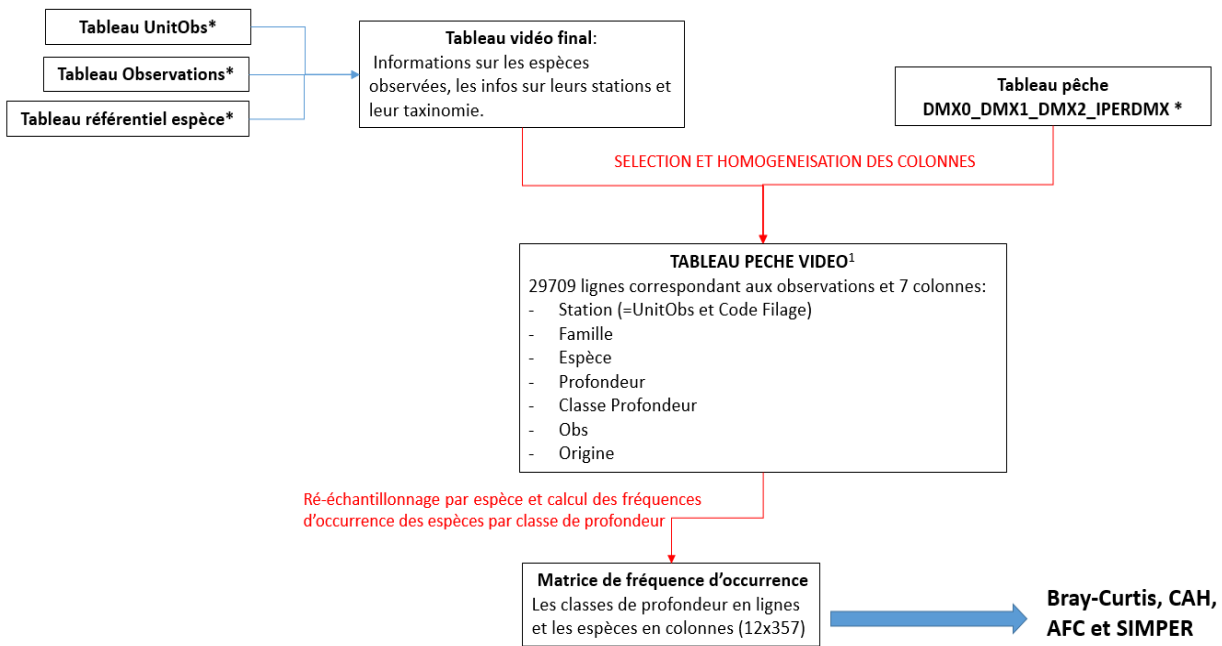 Tableau UnitObs*
Tableau Observations*
Tableau référentiel espèce*
Tableau vidéo final:
Informations sur les espèces
observées, les infos sur leurs stations et
leur taxinomie.
Tableau pêche
DMX0_DMX1_DMX2_IPERDMX *
SELECTION ET HOMOGENEISATION DES COLONNES
TABLEAU PECHE VIDEO¹
29709 lignes correspondant aux observations et 7 colonnes:
- Station (=UnitObs et Code Filage)
- Famille
- Espèce
- Profondeur
- Classe Profondeur
- Obs
- Origine
Ré-échantillonnage par espèce et calcul des fréquences
d’occurrence des espèces par classe de profondeur
Matrice de fréquence d’occurrence
Les classes de profondeur en lignes
et les espèces en colonnes (12x357)
Bray-Curtis, CAH,
AFC et SIMPER